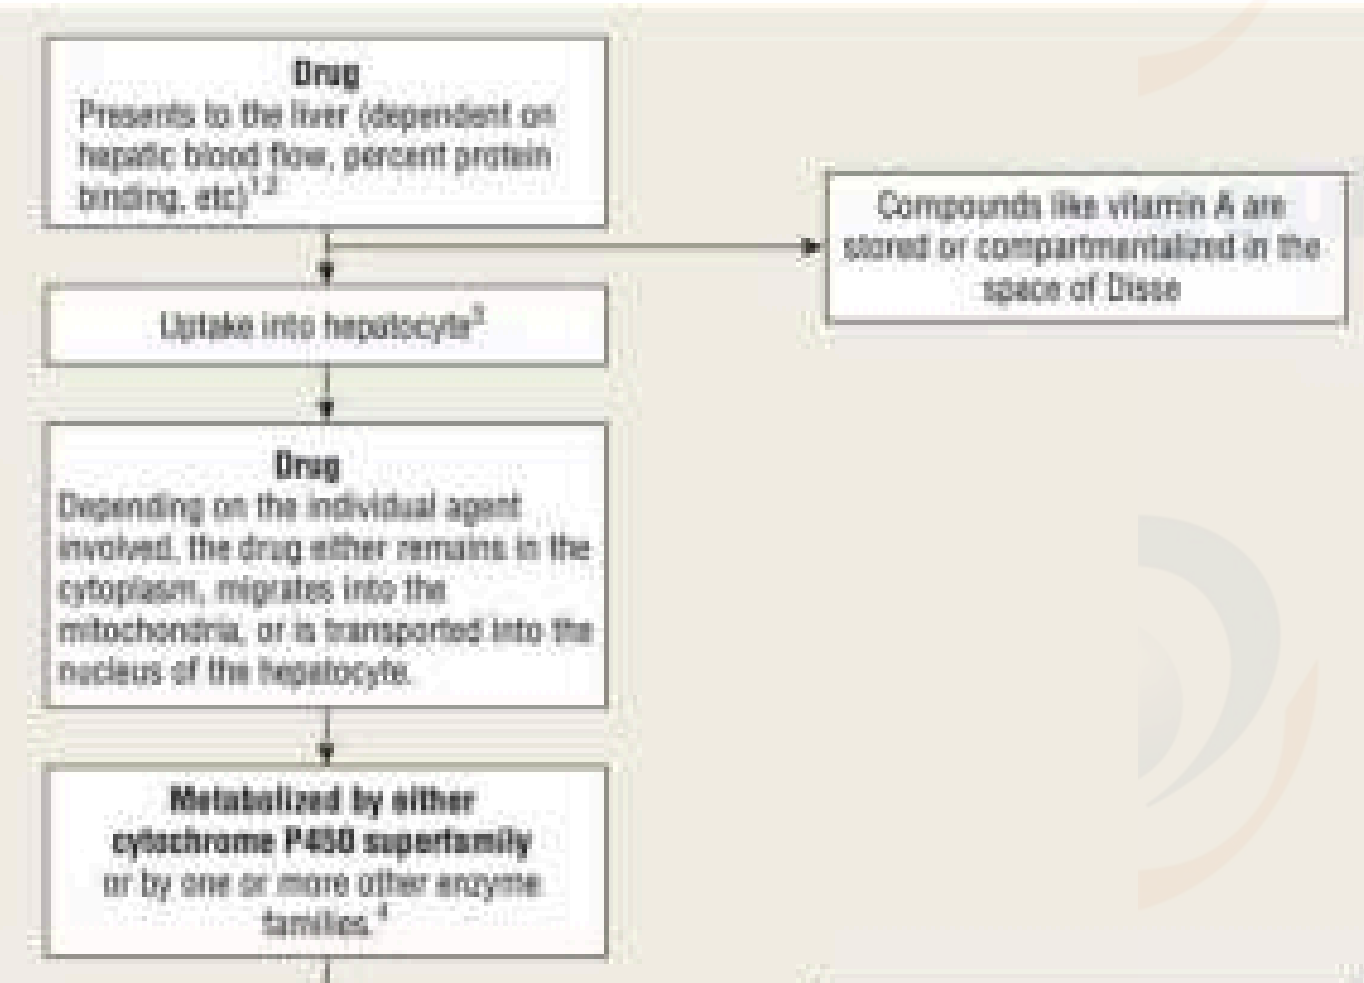 Drug
Presents to the liver (dependent on
hepatic blood flow, percent protein
binding, etc)1,2
Compounds like vitamin A are
stored or compartmentalized in the
space of Disse
Uptake into hepatocyte3
Drug
Depending on the individual agent
involved, the drug either remains in the
cytoplasm, migrates into the
mitochondria, or is transported into the
nucleus of the hepatocyte.
Metabolized by either
cytochrome P450 superfamily
or by one or more other enzyme
families.4